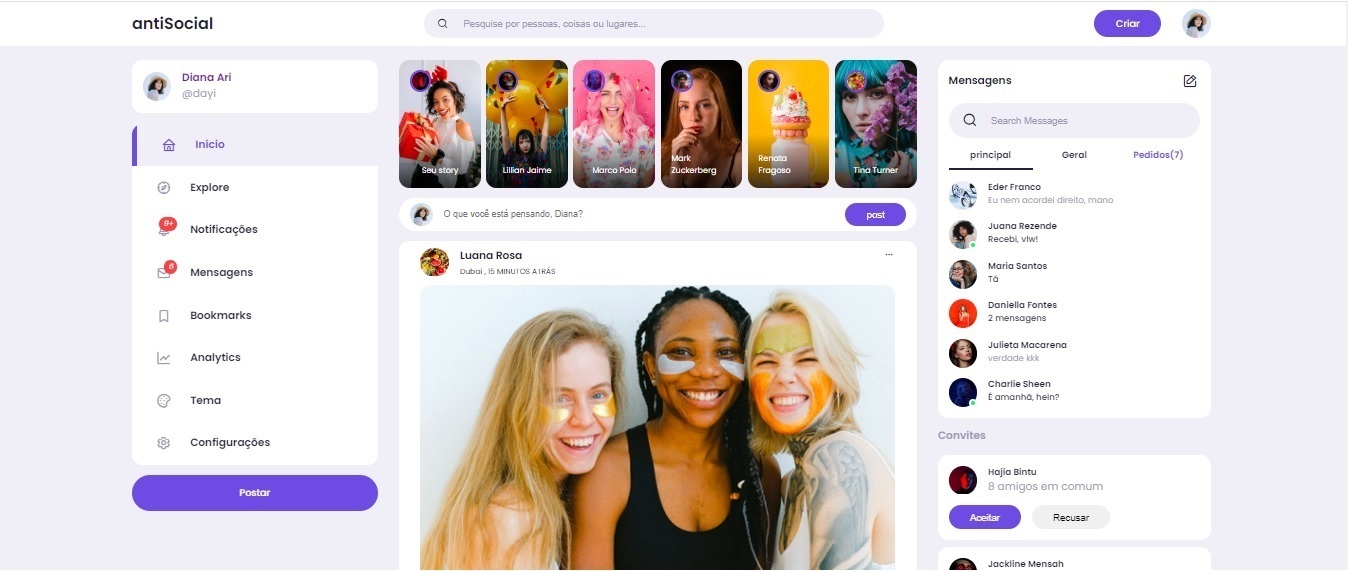 antiSocial
Pesquise por pessoas, coisas ou lugares...
Criar
Diana Ari
@dayi
Início
Explore
9+
Notificações
6
Mensagens
Bookmarks
Analytics
Tema
Configurações
Postar
Seu story
Lillian Jaime
Marco Polo
Mark
Zuckerberg
Renata
Fragoso
Tina Turner
O que você está pensando, Diana?
post
Luana Rosa
Dubai , 15 MINUTOS ATRÁS
...
Mensagens
Search Messages
principal
Geral
Pedidos(7)
Eder Franco
Eu nem acordei direito, mano
Juana Rezende
Recebi, vlw!
Maria Santos
Tá
Daniella Fontes
2 mensagens
Julieta Macarena
verdade kkk
Charlie Sheen
É amanhã, hein?
Convites
Hajia Bintu
8 amigos em comum
Aceitar
Recusar
Jackline Mensah